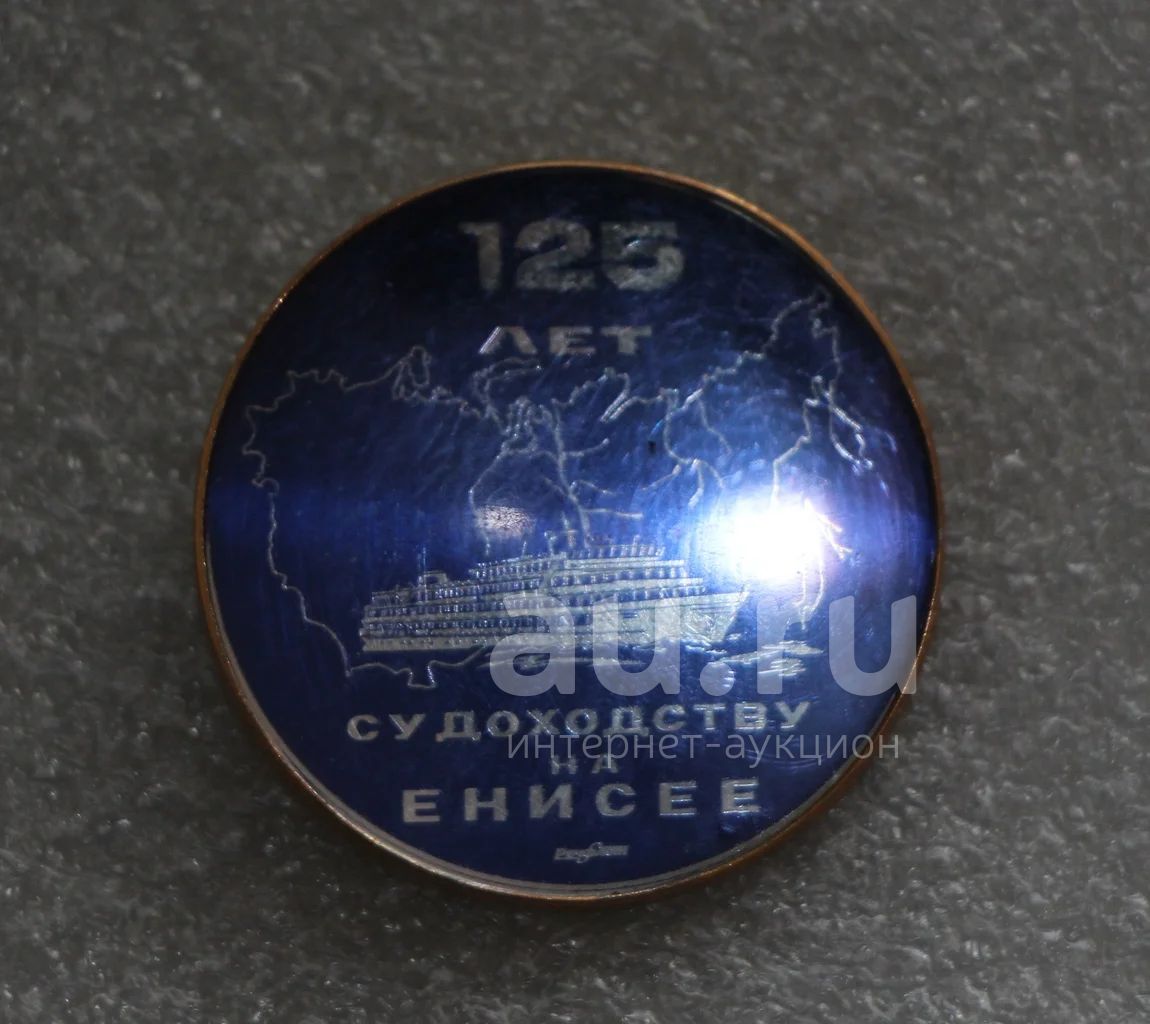 125
ЛЕТ
au.ru
СУДОХОДСТВУ
интернет-аукцион
НА
ЕНИСЕЕ